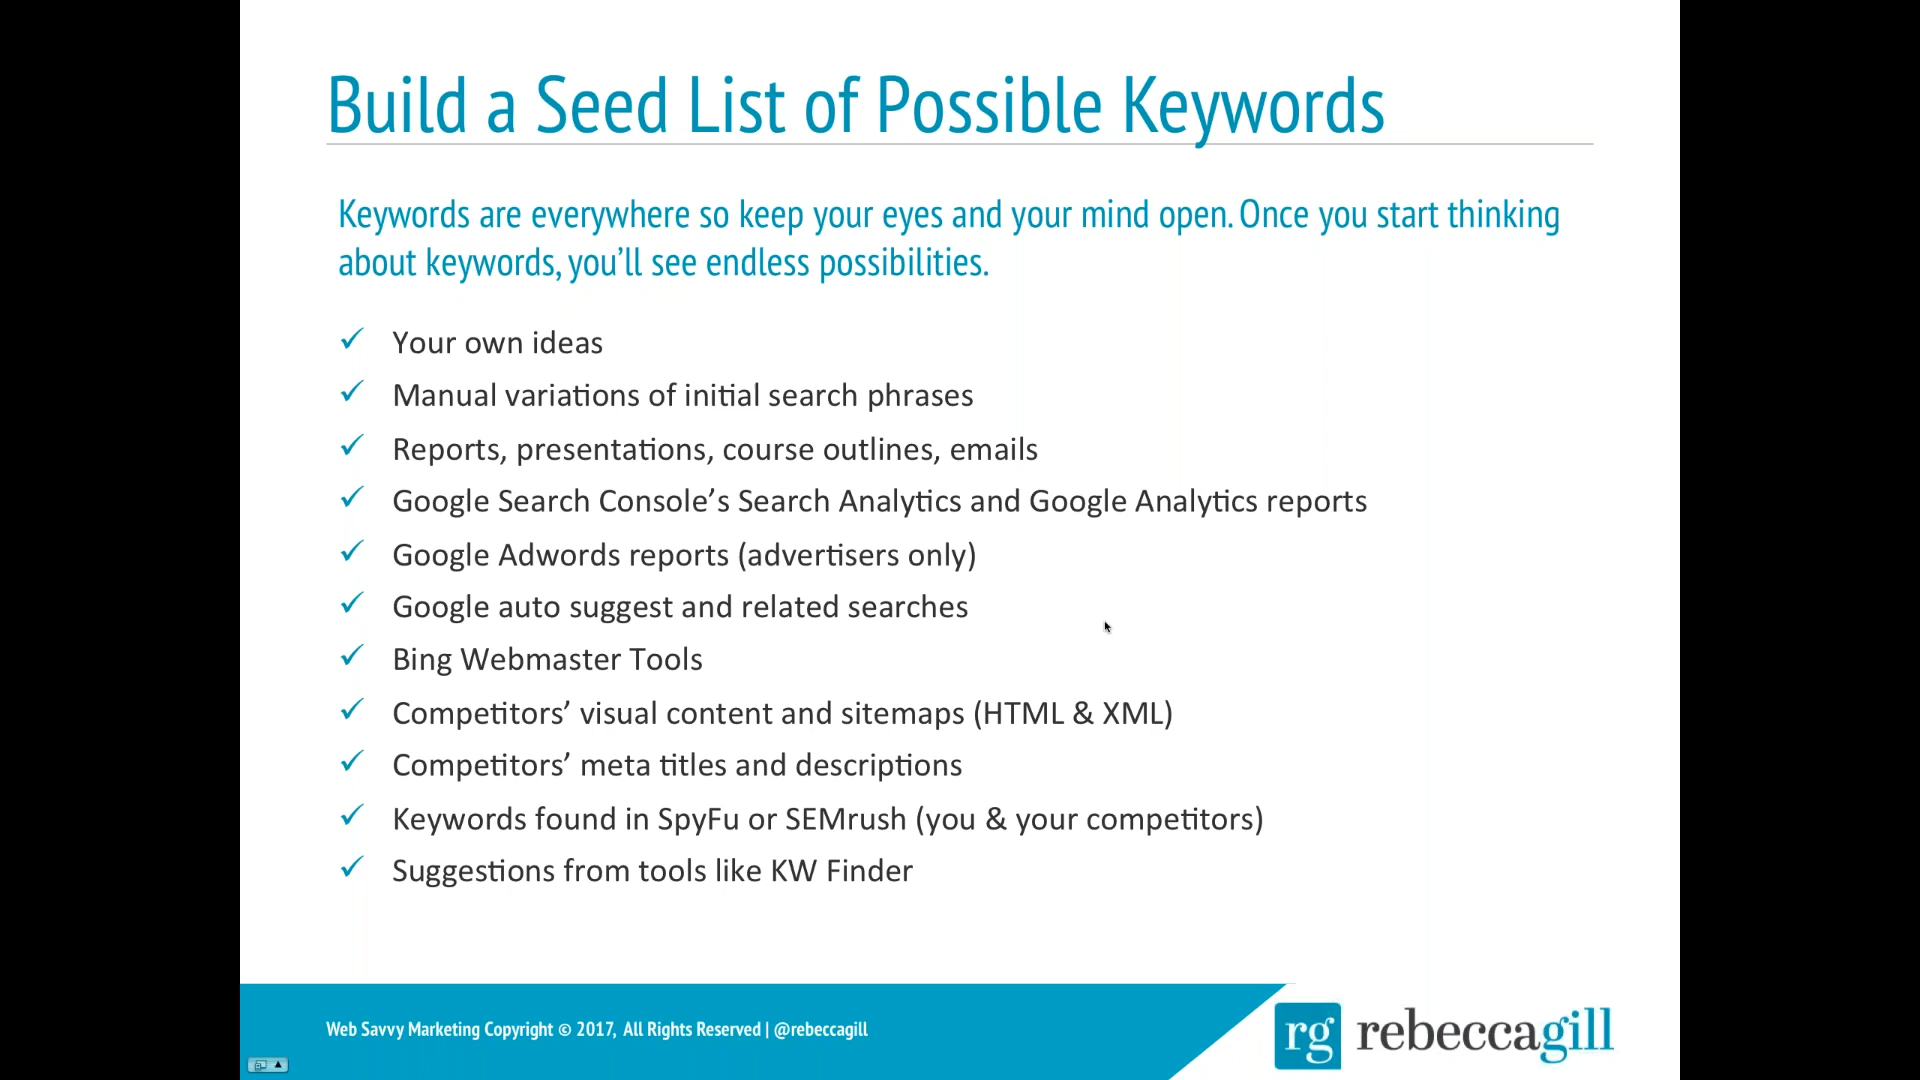 Build a Seed List of Possible Keywords
Keywords are everywhere so keep your eyes and your mind open. Once you start thinking
about keywords, you’ll see endless possibilities.
Your own ideas
Manual variations of initial search phrases
Reports, presentations, course outlines, emails
Google Search Console’s Search Analytics and Google Analytics reports
Google Adwords reports (advertisers only)
Google auto suggest and related searches
Bing Webmaster Tools
Competitors’ visual content and sitemaps (HTML & XML)
Competitors’ meta titles and descriptions
Keywords found in SpyFu or SEMrush (you & your competitors)
Suggestions from tools like KW Finder
Web Savvy Marketing Copyright © 2017, All Rights Reserved | @rebeccagill
rg rebeccagill